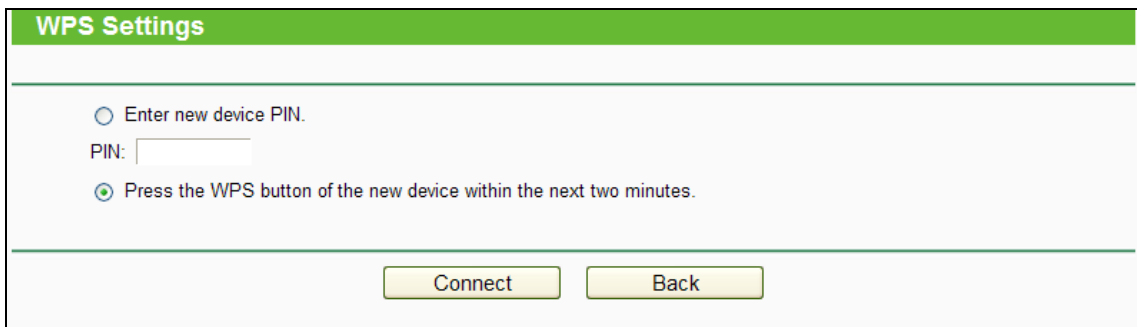 WPS Settings
Enter new device PIN.
PIN:
Press the WPS button of the new device within the next two minutes.
Connect Back